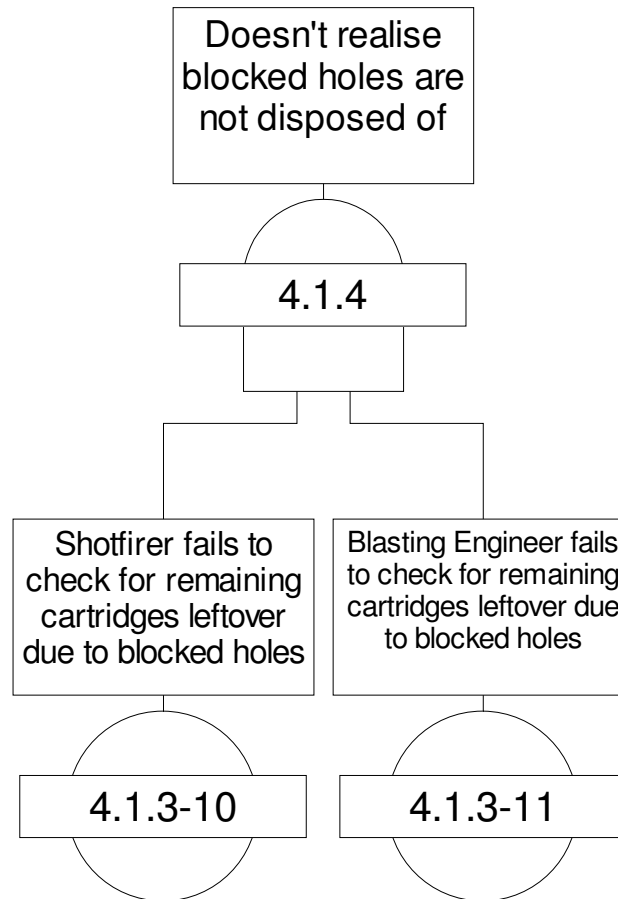 Doesn't realise
blocked holes are
not disposed of
4.1.4
Shotfirer fails to
check for remaining
cartridges leftover
due to blocked holes
Blasting Engineer fails
to check for remaining
cartridges leftover due
to blocked holes
4.1.3-10
4.1.3-11